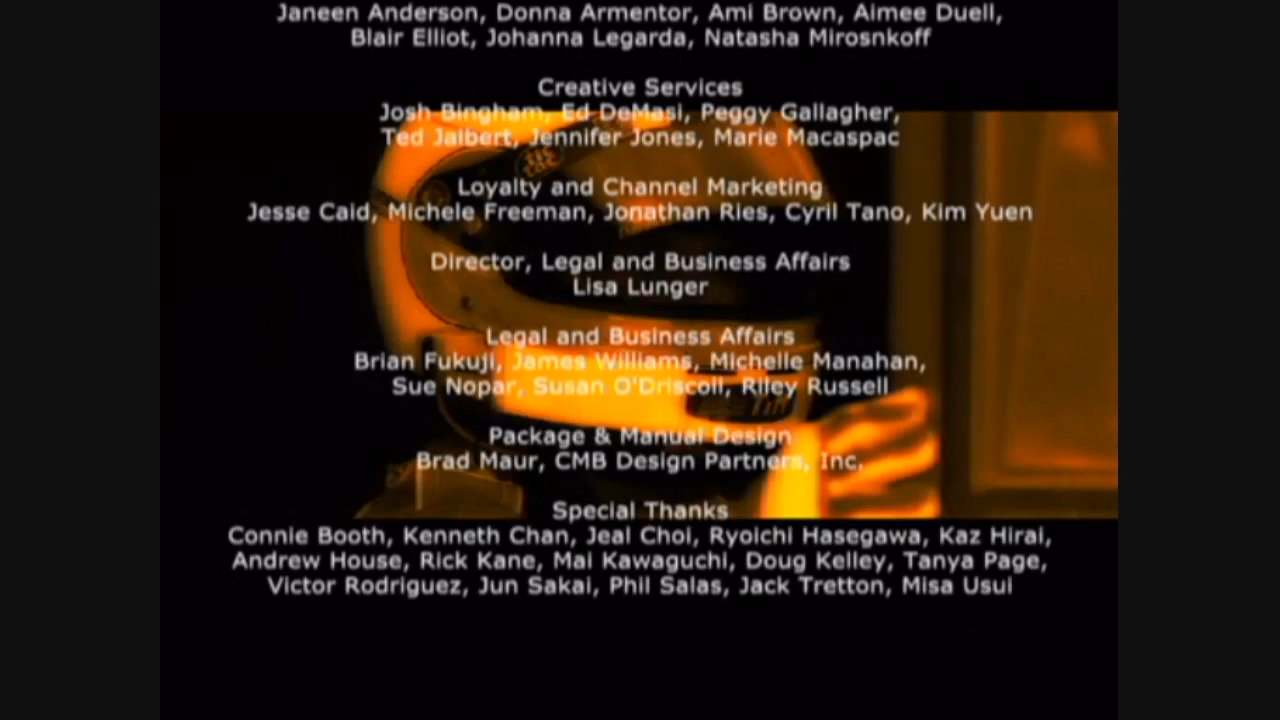 Janeen Anderson, Donna Armentor, Ami Brown, Aimee Duell,
Blair Elliot, Johanna Legarda, Natasha Mirosnkoff
Creative Services
Josh Bingham, Ed DeMasi, Peggy Gallagher,
Ted Jalbert, Jennifer Jones, Marie Macaspac
Loyalty and Channel Marketing
Jesse Caid, Michele Freeman, Jonathan Ries, Cyril Tano, Kim Yuen
Director, Legal and Business Affairs
Lisa Lunger
Legal and Business Affairs
Brian Fukuji, James Williams, Michelle Manahan,
Sue Nopar, Susan O'Driscoll, Riley Russell
Package & Manual Design
Brad Maur, CMB Design Partners, Inc.
Special Thanks
Connie Booth, Kenneth Chan, Jeal Choi, Ryoichi Hasegawa, Kaz Hirai,
Andrew House, Rick Kane, Mai Kawaguchi, Doug Kelley, Tanya Page,
Victor Rodriguez, Jun Sakai, Phil Salas, Jack Tretton, Misa Usui